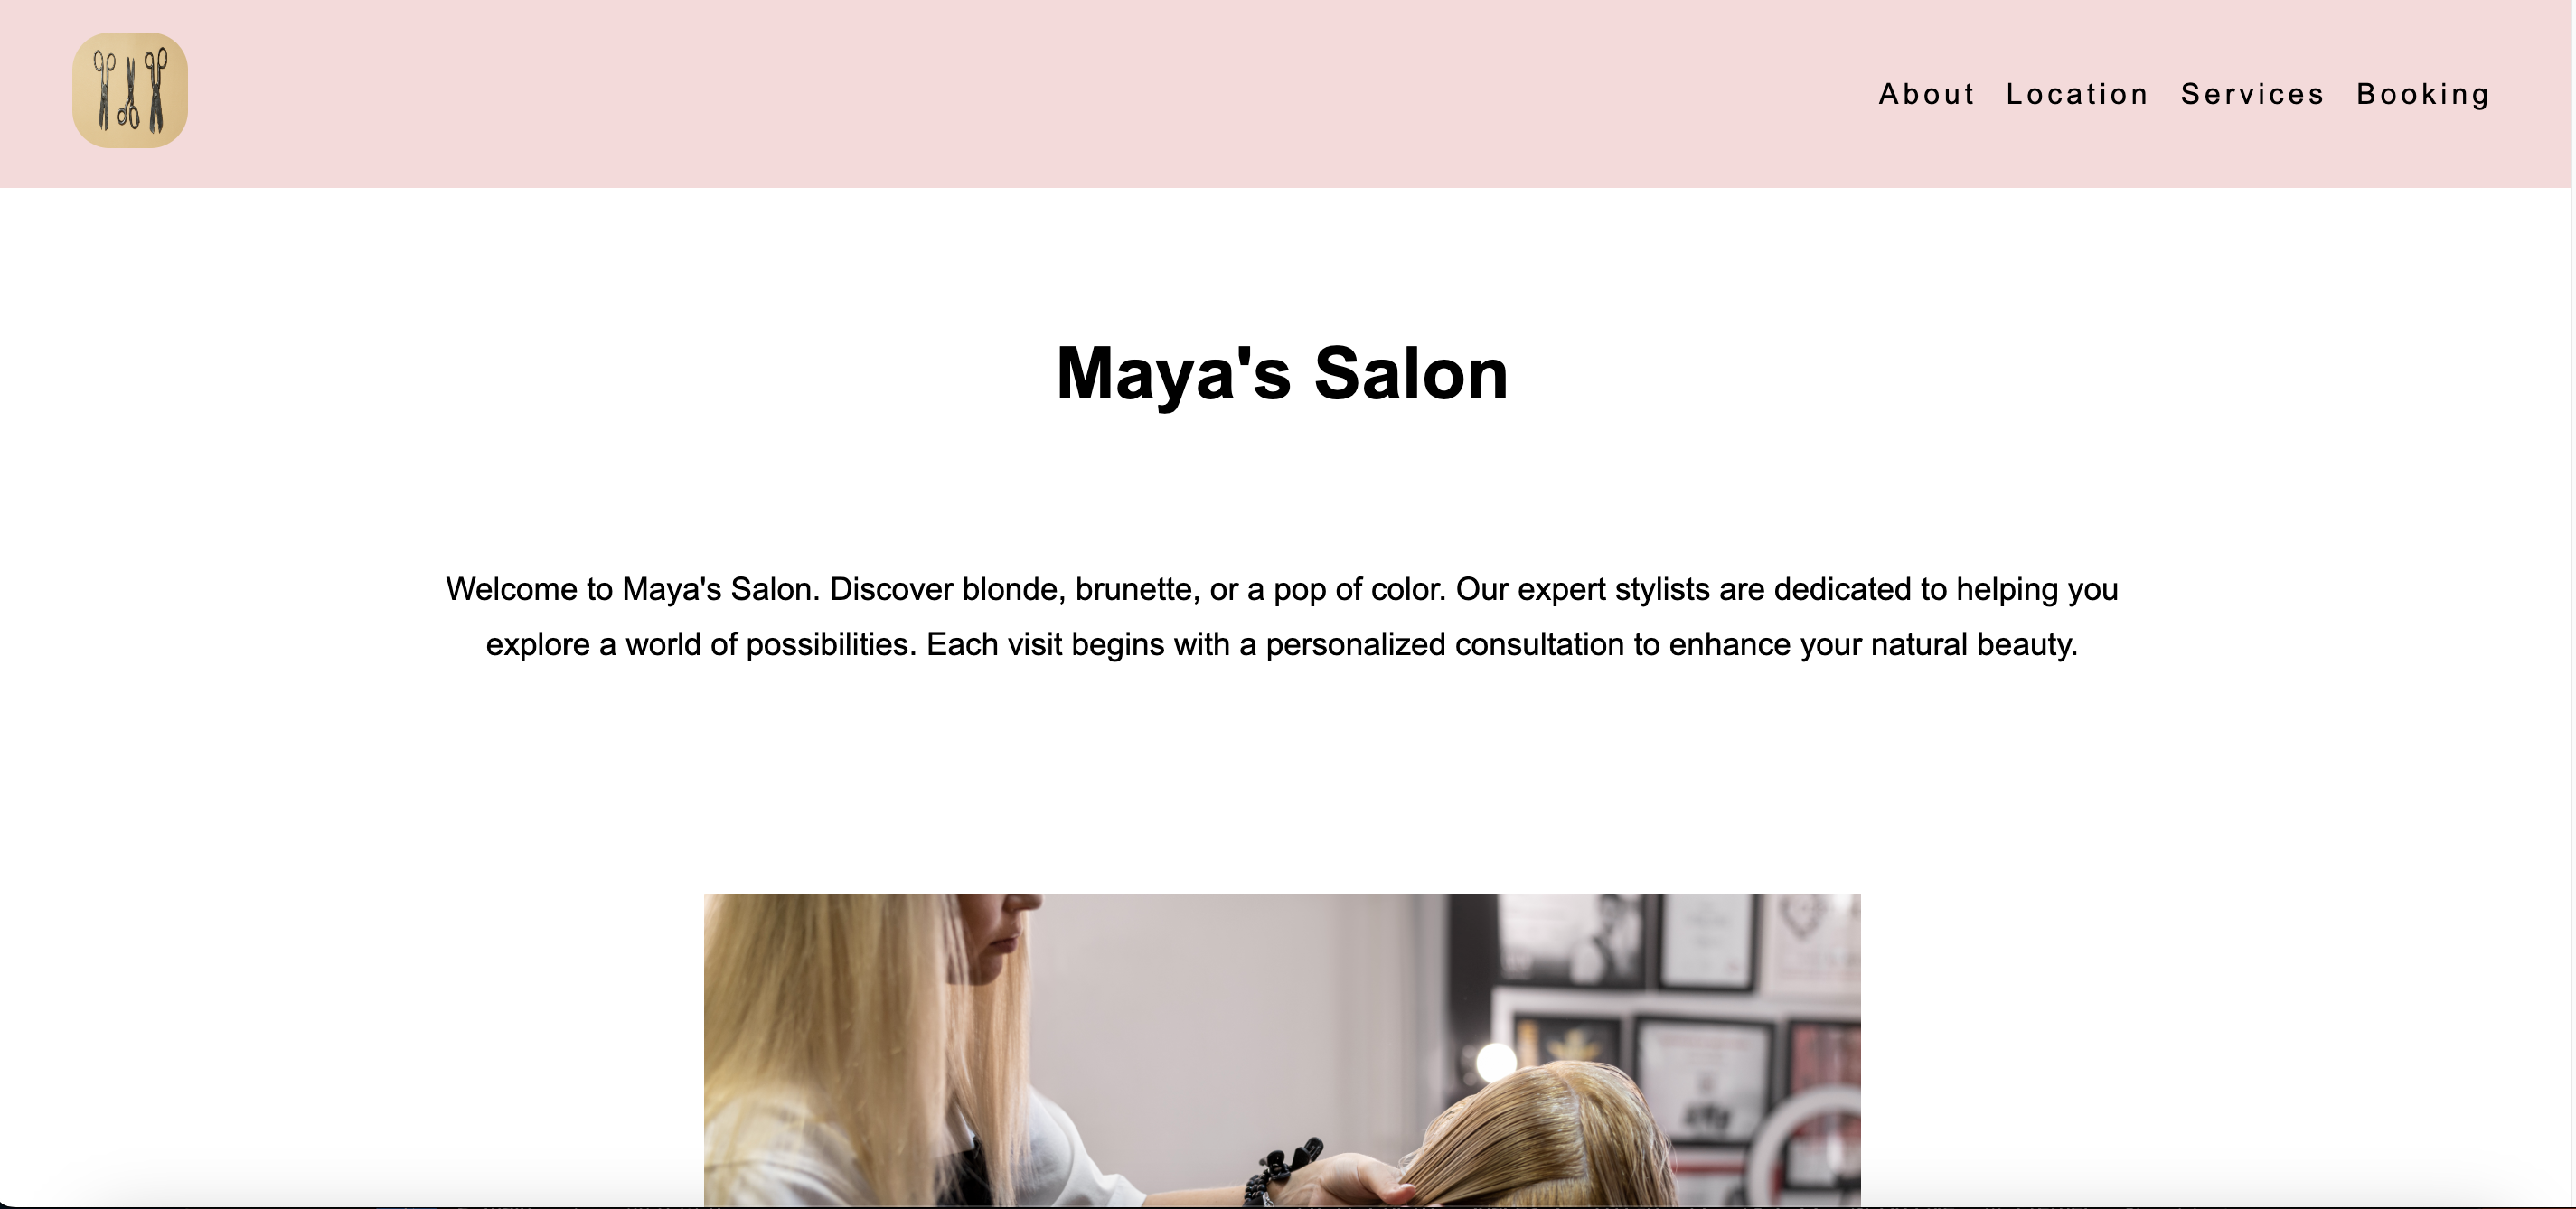 About Location Services Booking
Maya's Salon
Welcome to Maya's Salon. Discover blonde, brunette, or a pop of color. Our expert stylists are dedicated to helping you
explore a world of possibilities. Each visit begins with a personalized consultation to enhance your natural beauty.